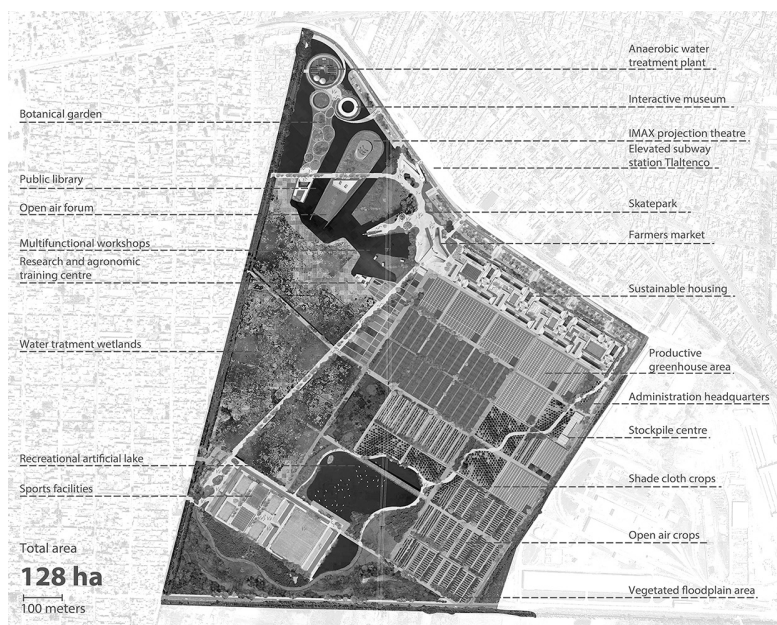 Botanical garden
Public library
Open air forum
Multifunctional workshops
Research and agronomic
training centre
Water tratment wetlands
Recreational artificial lake
Sports facilities
Total area
128 ha
100 meters
Anaerobic water
treatment plant
Interactive museum
IMAX projection theatre
Elevated subway
station Tlaltenco
Skatepark
Farmers market
Sustainable housing
Productive
greenhouse area
Administration headquarters
Stockpile centre
Shade cloth crops
Open air crops
Vegetated floodplain area